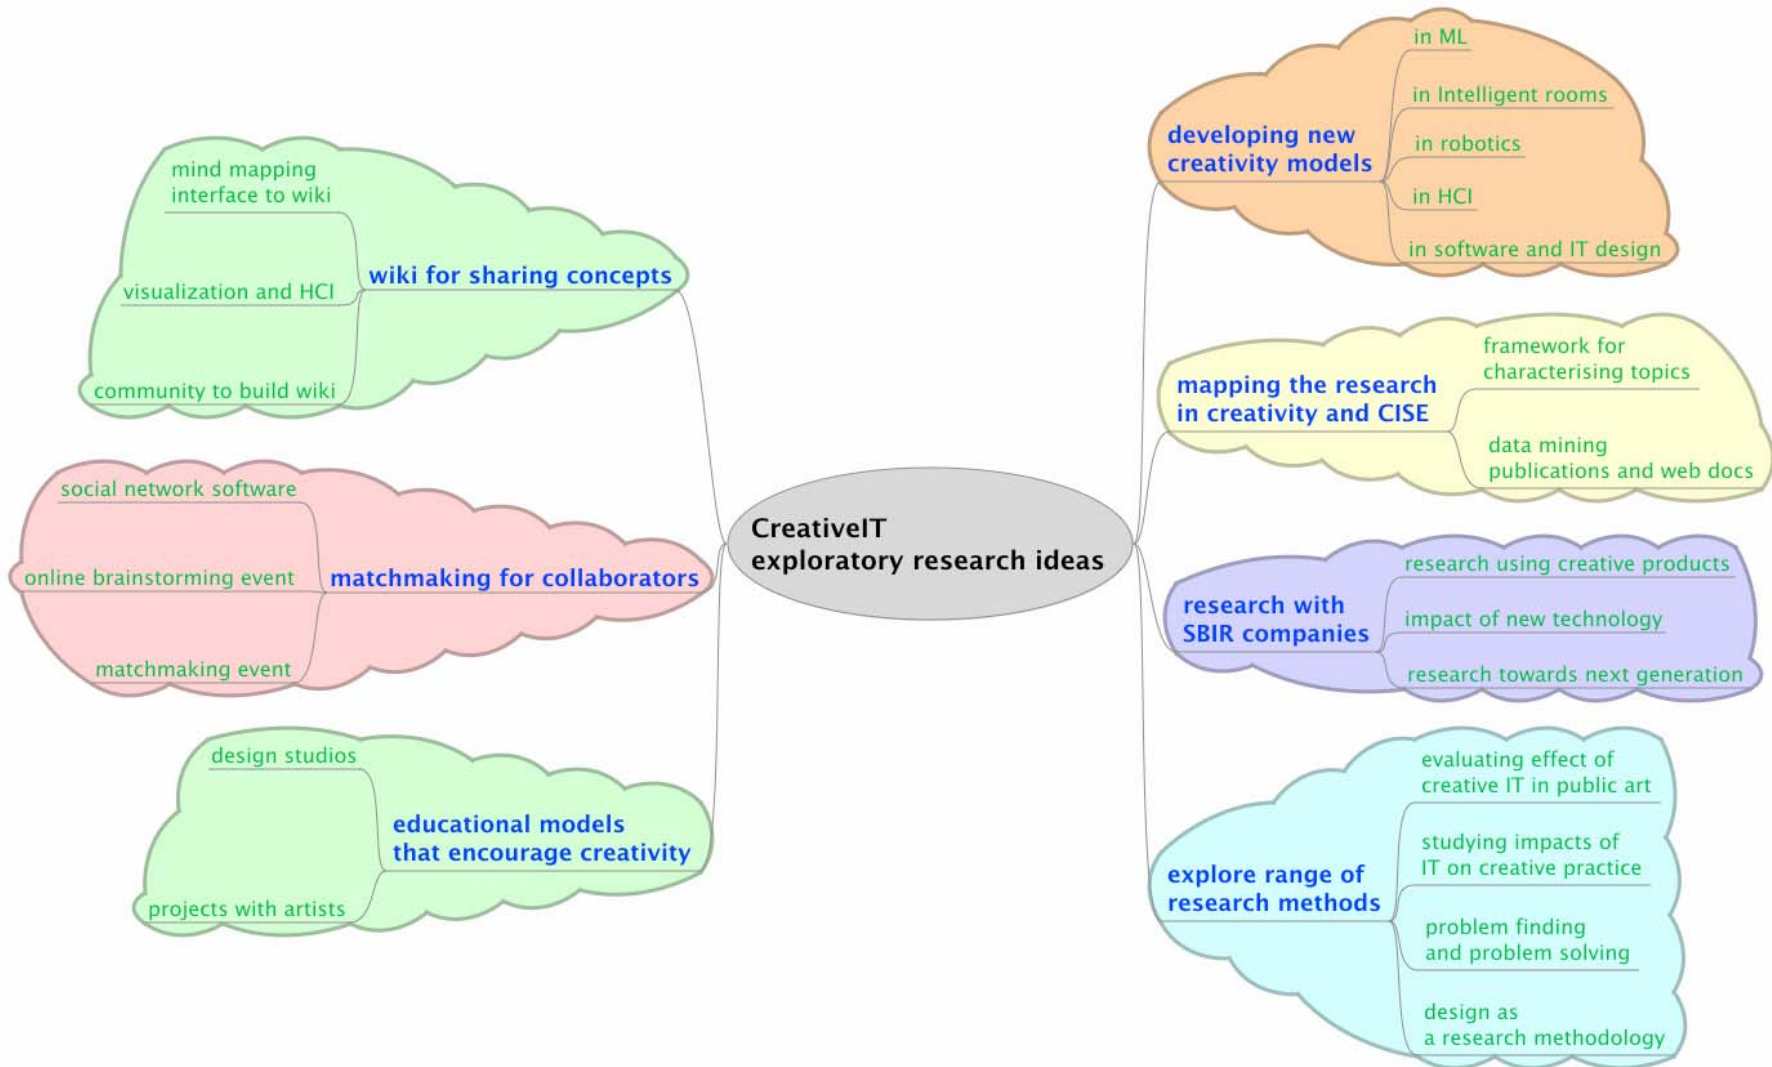 CreativeIT
exploratory research ideas
wiki for sharing concepts
mind mapping
interface to wiki
visualization and HCI
community to build wiki
matchmaking for collaborators
social network software
online brainstorming event
matchmaking event
educational models
that encourage creativity
design studios
projects with artists
developing new
creativity models
in ML
in Intelligent rooms
in robotics
in HCI
in software and IT design
mapping the research
in creativity and CISE
framework for
characterising topics
data mining
publications and web docs
research with
SBIR companies
research using creative products
impact of new technology
research towards next generation
explore range of
research methods
evaluating effect of
creative IT in public art
studying impacts of
IT on creative practice
problem finding
and problem solving
design as
a research methodology